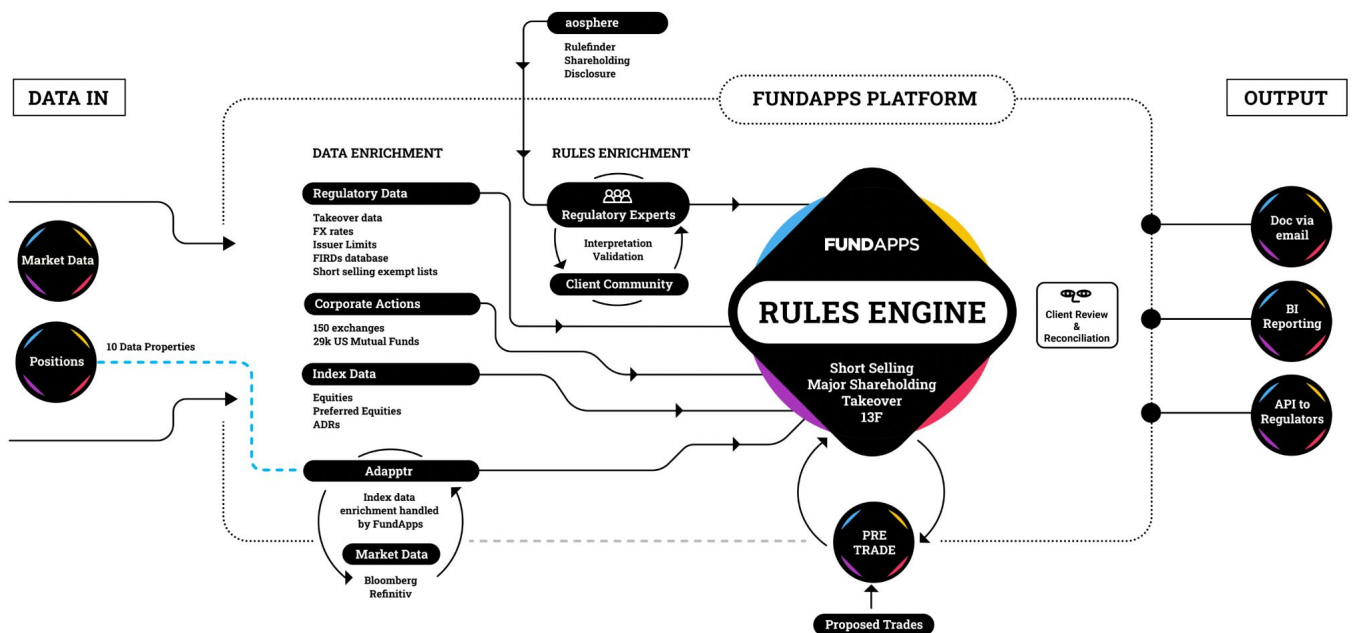 aosphere
Rulefinder
Shareholding
Disclosure
DATA IN
FUNDAPPS PLATFORM
OUTPUT
DATA ENRICHMENT
RULES ENRICHMENT
Regulatory Data
Takeover data
FX rates
Issuer Limits
FIRDs database
Short selling exempt lists
Regulatory Experts
Interpretation
Validation
Client Community
Market Data
Positions
10 Data Properties
Corporate Actions
150 exchanges
29k US Mutual Funds
Index Data
Equities
Preferred Equities
ADRs
Adapptr
Index data
enrichment handled
by FundApps
Market Data
Bloomberg
Refinitiv
FUNDAPPS
RULES ENGINE
Short Selling
Major Shareholding
Takeover
13F
PRE
TRADE
Proposed Trades
Client Review
&
Reconciliation
Doc via
email
BI
Reporting
API to
Regulators